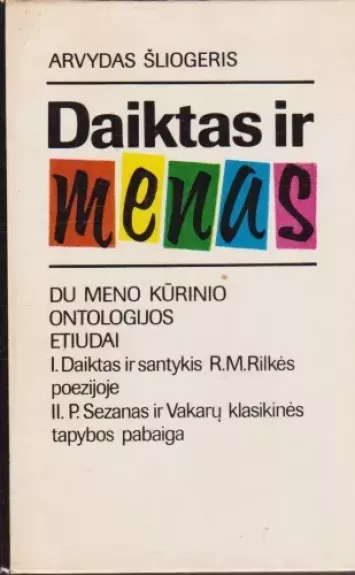 ARVYDAS ŠLIOGERIS
Daiktas ir
menas
DU MENO KŪRINIO
ONTOLOGIJOS
ETIUDAI
I. Daiktas ir santykis R.M.Rilkės
poezijoje
II. P. Sezanas ir Vakarų klasikinės
tapybos pabaiga